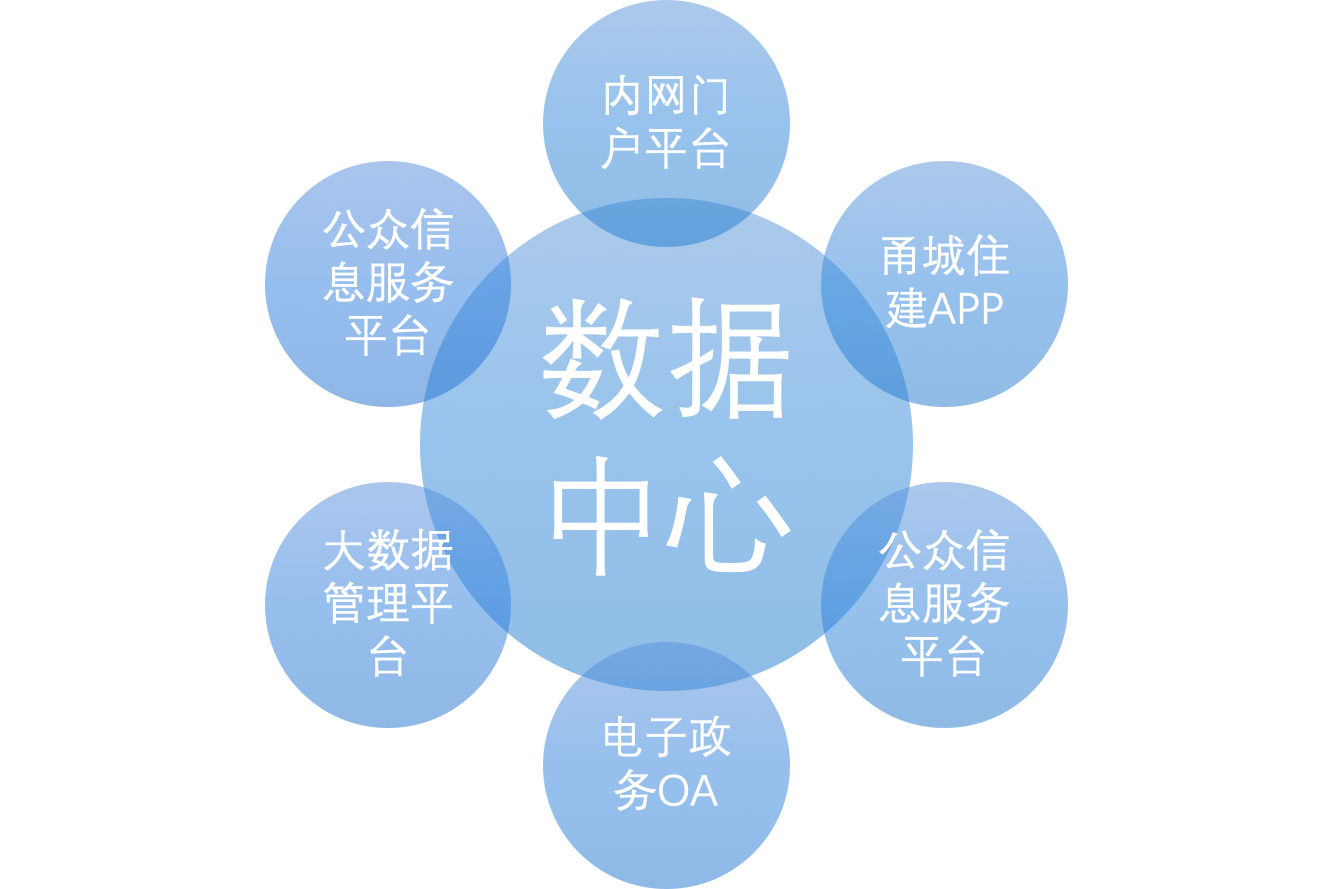 内网门
户平台
公众信
息服务
平台
甬城住
建APP
数据
中心
大数据
管理平
台
公众信
息服务
平台
电子政
务OA